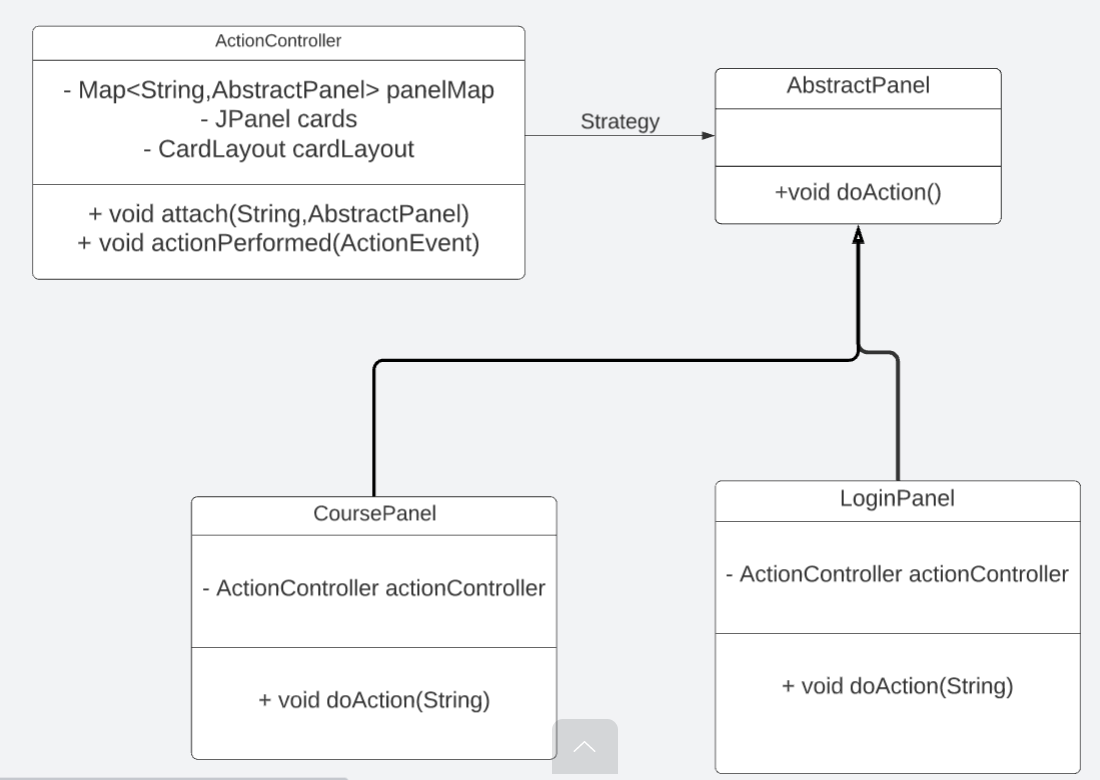 ActionController
- Map<String,AbstractPanel> panelMap
- JPanel cards
- CardLayout cardLayout
+ void attach(String,AbstractPanel)
+ void actionPerformed(ActionEvent)
Strategy
AbstractPanel
+void doAction()
CoursePanel
- ActionController actionController
+ void doAction(String)
LoginPanel
- ActionController actionController
+ void doAction(String)